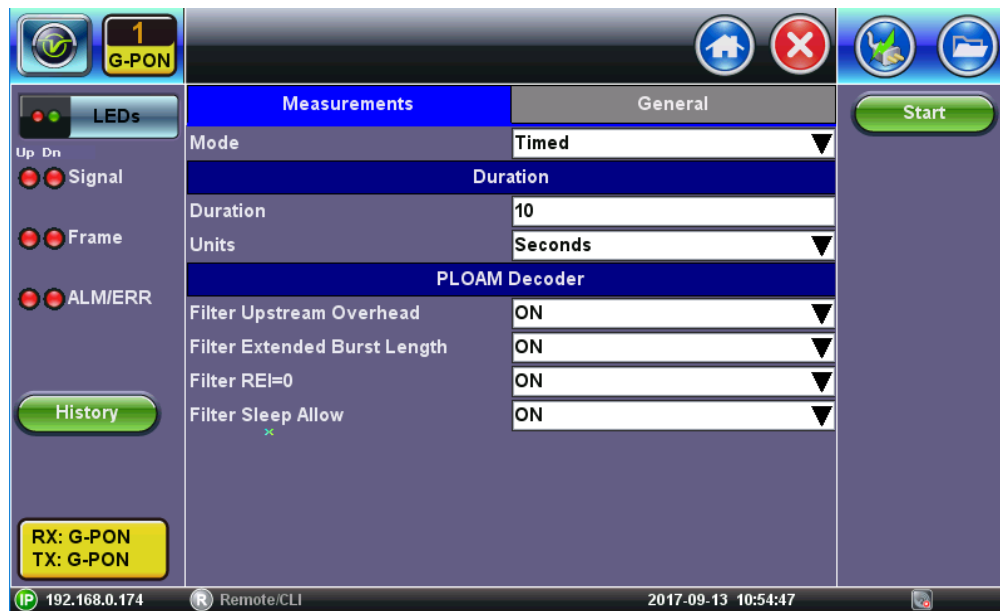 1
G-PON
LEDs
Up Dn
Signal
Frame
ALM/ERR
History
RX: G-PON
TX: G-PON
Measurements
General
Mode
Timed
Duration
Duration
10
Units
Seconds
PLOAM Decoder
Filter Upstream Overhead
ON
Filter Extended Burst Length
ON
Filter REI=0
ON
Filter Sleep Allow
ON
Start
IP 192.168.0.174
R Remote/CLI
2017-09-13 10:54:47